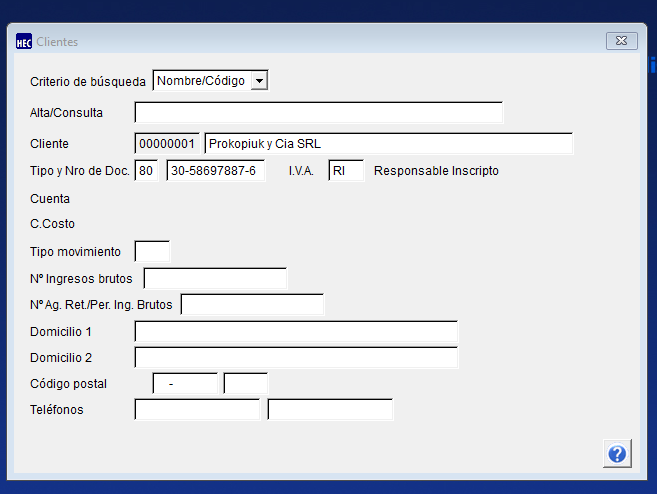 HEC Clientes
Criterio de búsqueda Nombre/Código
Alta/Consulta
Cliente 00000001 Prokopiuk y Cia SRL
Tipo y Nro de Doc. 80 30-58697887-6 I.V.A. RI Responsable Inscripto
Cuenta
C.Costo
Tipo movimiento
Nº Ingresos brutos
Nº Ag. Ret./Per. Ing. Brutos
Domicilio 1
Domicilio 2
Código postal -
Teléfonos
?